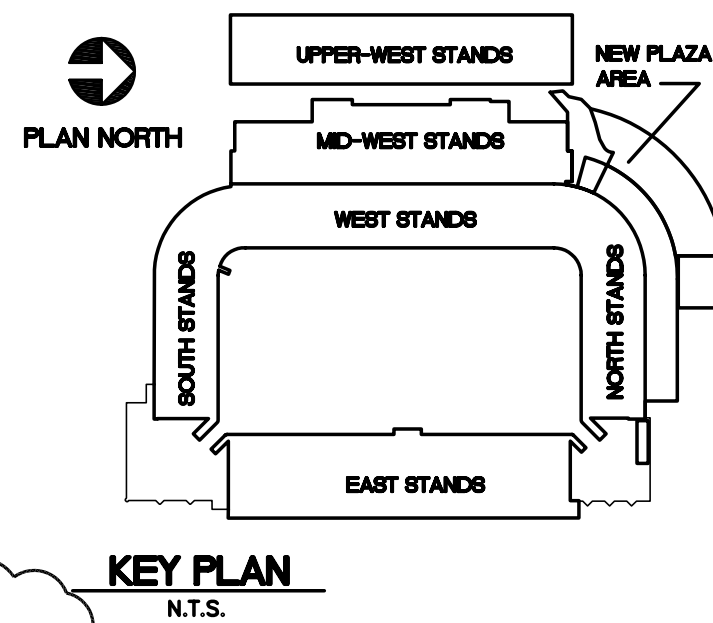 UPPER-WEST STANDS
NEW PLAZA
AREA
PLAN NORTH
MID-WEST STANDS
WEST STANDS
SOUTH STANDS
NORTH STANDS
EAST STANDS
KEY PLAN
N.T.S.